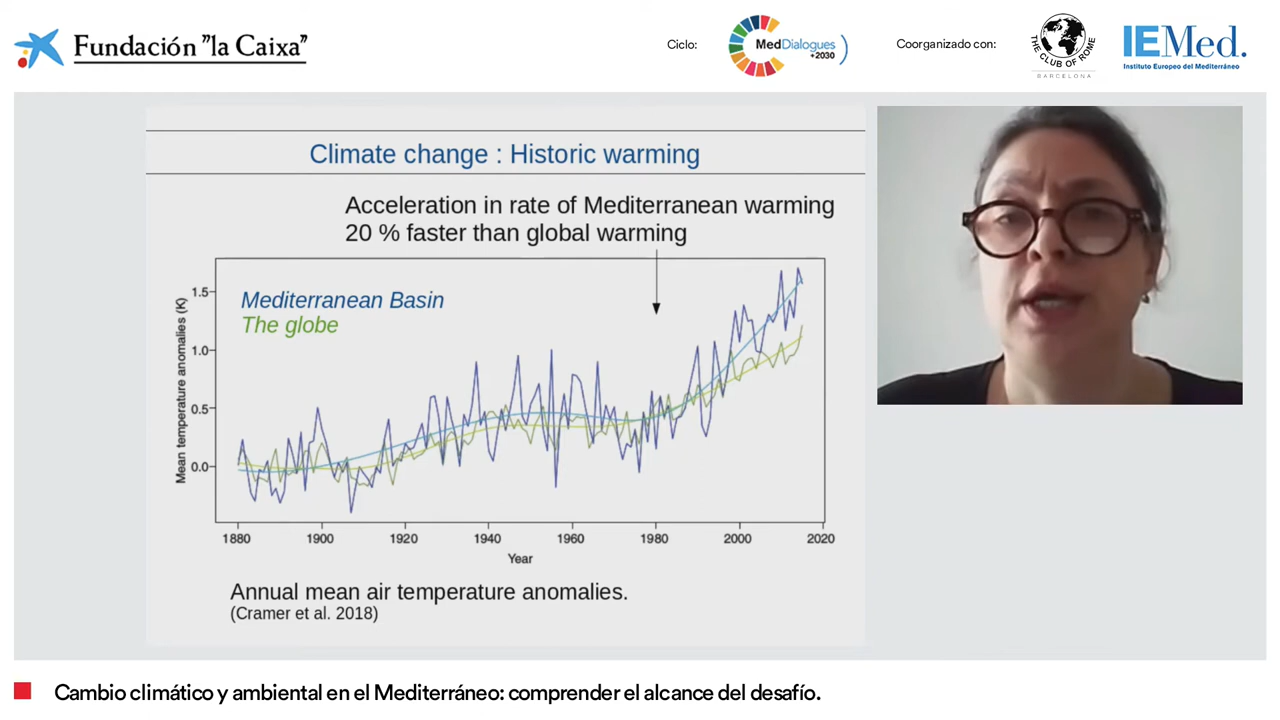 Fundación "la Caixa"
Ciclo:
MedDialogues
+2030
Coorganizado con:
THE CLUB OF ROME
BARCELONA
IEMed.
Instituto Europeo del Mediterráneo
Climate change : Historic warming
Acceleration in rate of Mediterranean warming
20 % faster than global warming
Mediterranean Basin
The globe
Mean temperature anomalies (K)
1.5
1.0
0.5
0.0
1880 1900 1920 1940 1960 1980 2000 2020
Year
Annual mean air temperature anomalies.
(Cramer et al. 2018)
Cambio climático y ambiental en el Mediterráneo: comprender el alcance del desafío.